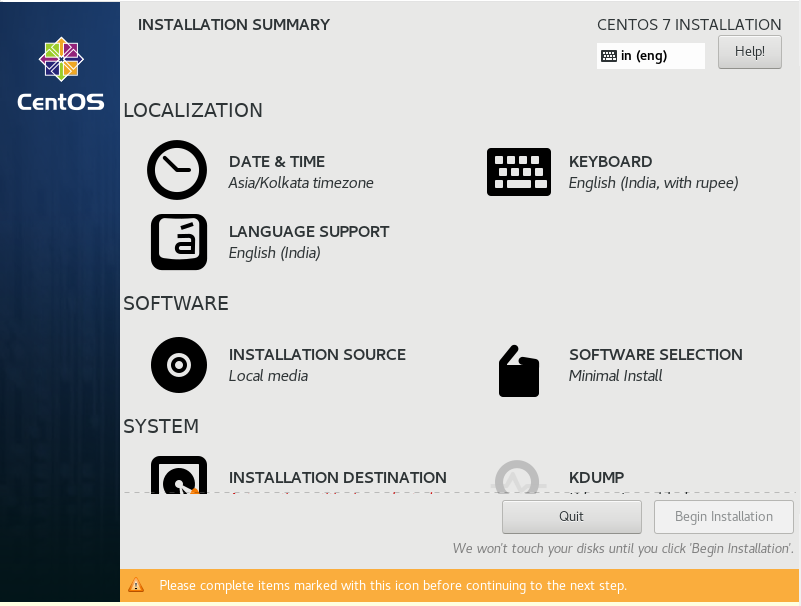 INSTALLATION SUMMARY
CENTOS 7 INSTALLATION
in (eng)
Help!
CentOS
LOCALIZATION
DATE & TIME
Asia/Kolkata timezone
KEYBOARD
English (India, with rupee)
LANGUAGE SUPPORT
English (India)
SOFTWARE
INSTALLATION SOURCE
Local media
SOFTWARE SELECTION
Minimal Install
SYSTEM
INSTALLATION DESTINATION
KDUMP
Quit
Begin Installation
We won't touch your disks until you click 'Begin Installation'.
Please complete items marked with this icon before continuing to the next step.